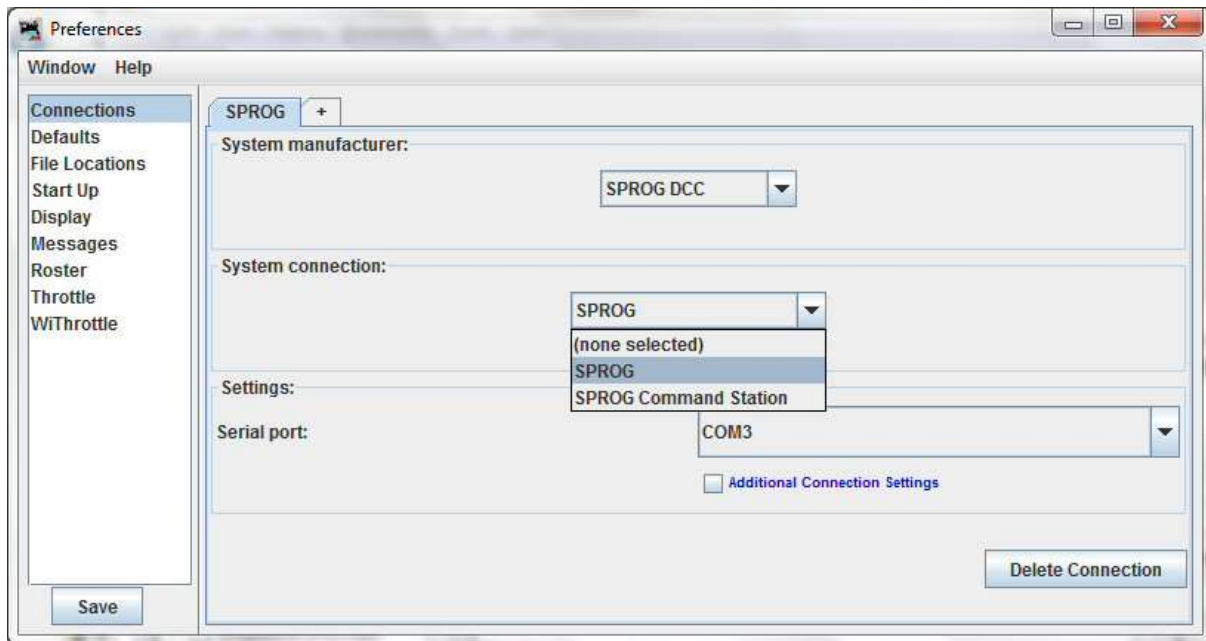 Preferences
Window Help
Connections
Defaults
File Locations
Start Up
Display
Messages
Roster
Throttle
WiThrottle
Save
SPROG +
System manufacturer:
SPROG DCC
System connection:
SPROG
(none selected)
SPROG
SPROG Command Station
Settings:
Serial port: COM3
Additional Connection Settings
Delete Connection